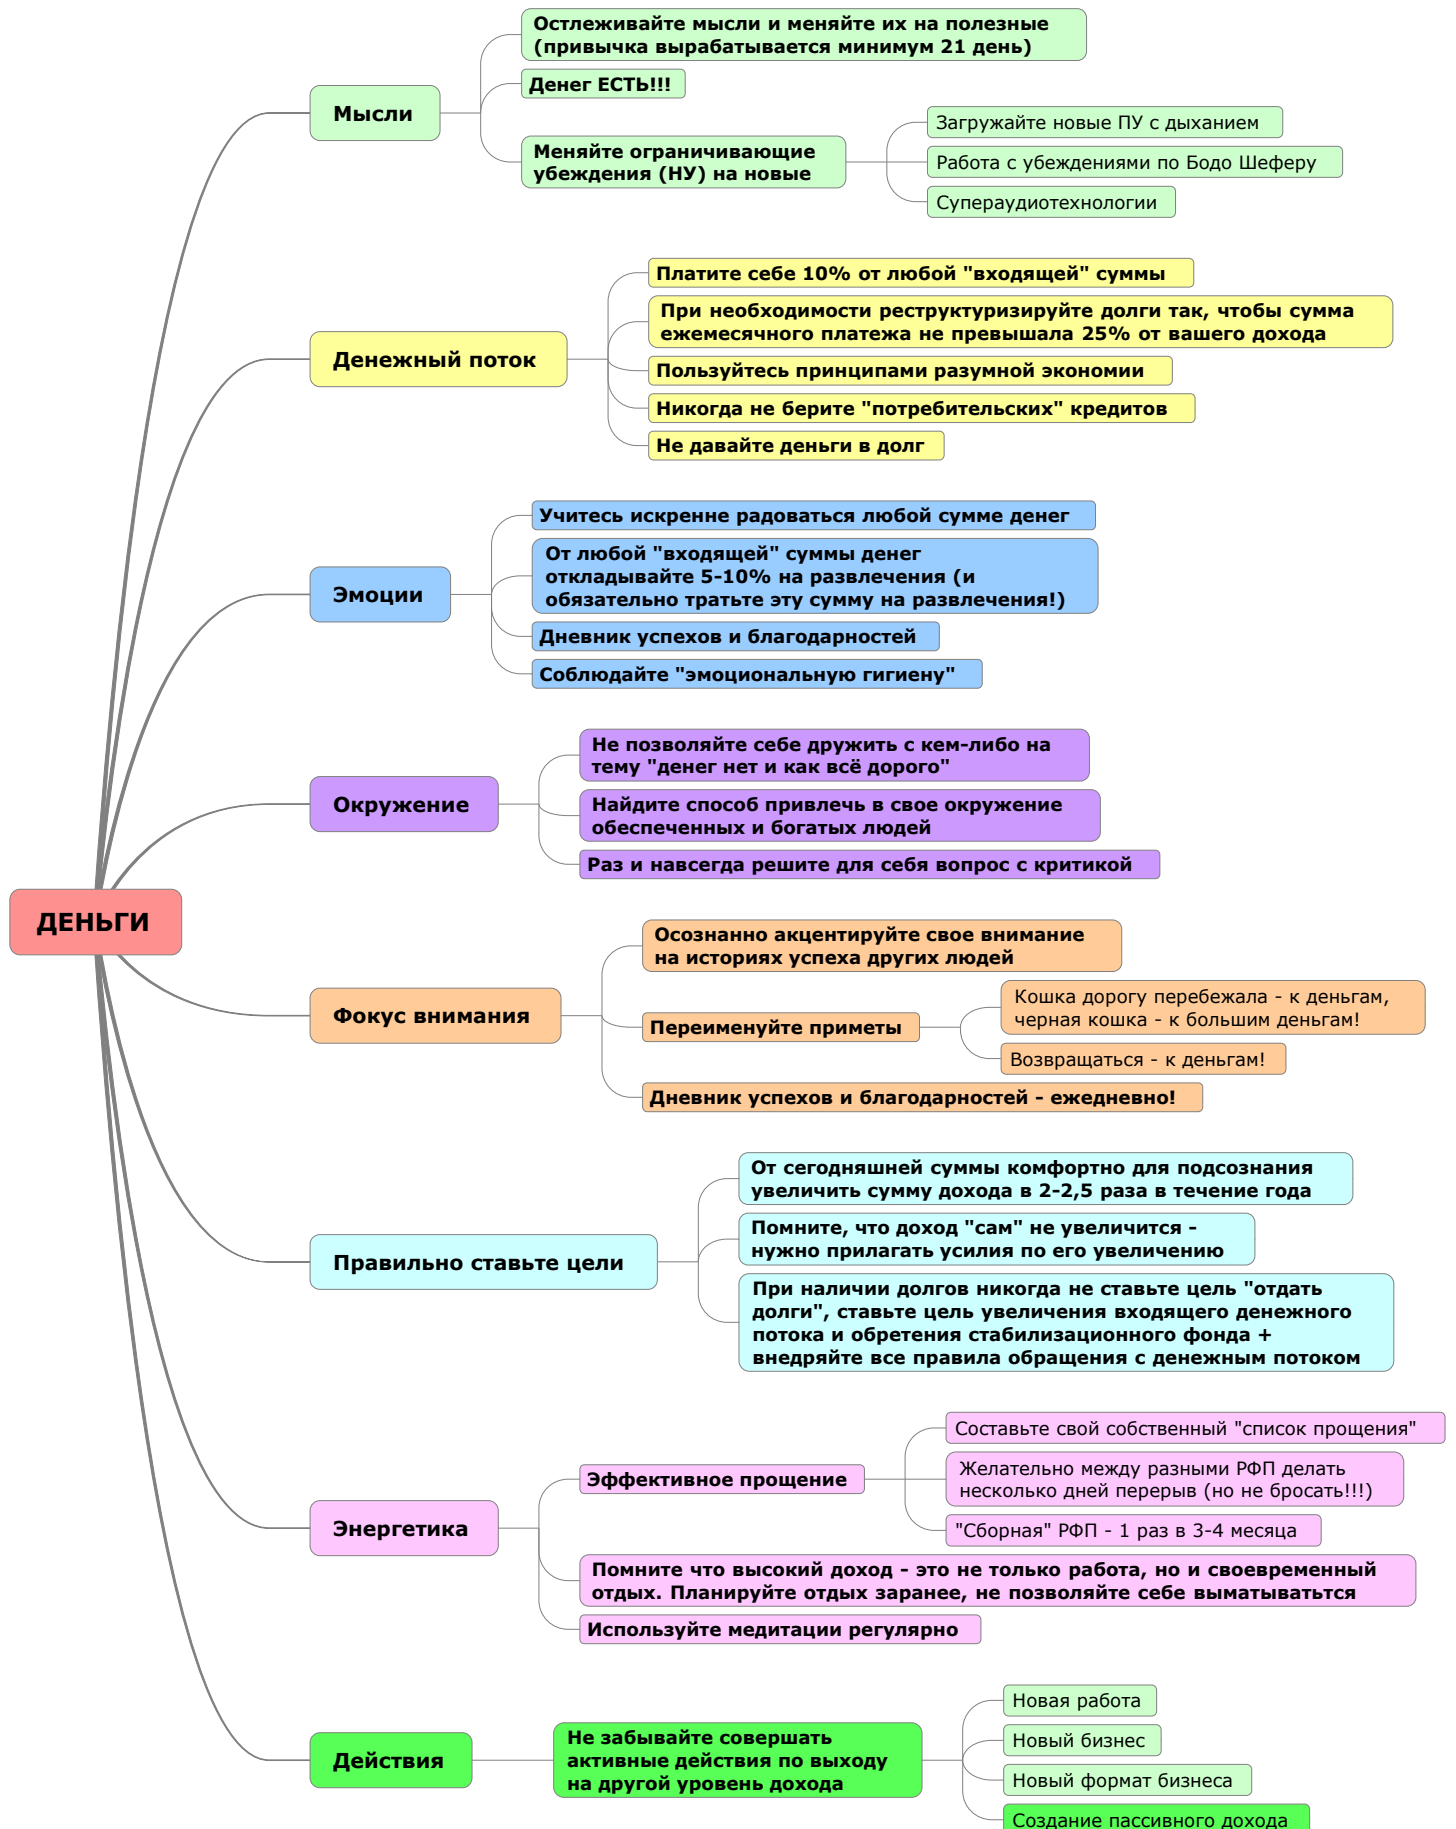 ДЕНЬГИ
Мысли
Остлеживайте мысли и меняйте их на полезные
(привычка вырабатывается минимум 21 день)
Денег ЕСТЬ!!!
Меняйте ограничивающие
убеждения (НУ) на новые
Загружайте новые ПУ с дыханием
Работа с убеждениями по Бодо Шеферу
Супераудиотехнологии
Денежный поток
Платите себе 10% от любой "входящей" суммы
При необходимости реструктуризируйте долги так, чтобы сумма
ежемесячного платежа не превышала 25% от вашего дохода
Пользуйтесь принципами разумной экономии
Никогда не берите "потребительских" кредитов
Не давайте деньги в долг
Эмоции
Учитесь искренне радоваться любой сумме денег
От любой "входящей" суммы денег
откладывайте 5-10% на развлечения (и
обязательно тратьте эту сумму на развлечения!)
Дневник успехов и благодарностей
Соблюдайте "эмоциональную гигиену"
Окружение
Не позволяйте себе дружить с кем-либо на
тему "денег нет и как всё дорого"
Найдите способ привлечь в свое окружение
обеспеченных и богатых людей
Раз и навсегда решите для себя вопрос с критикой
Фокус внимания
Осознанно акцентируйте свое внимание
на историях успеха других людей
Переименуйте приметы
Кошка дорогу перебежала - к деньгам,
черная кошка - к большим деньгам!
Возвращаться - к деньгам!
Дневник успехов и благодарностей - ежедневно!
Правильно ставьте цели
От сегодняшней суммы комфортно для подсознания
увеличить сумму дохода в 2-2,5 раза в течение года
Помните, что доход "сам" не увеличится -
нужно прилагать усилия по его увеличению
При наличии долгов никогда не ставьте цель "отдать
долги", ставьте цель увеличения входящего денежного
потока и обретения стабилизационного фонда +
внедряйте все правила обращения с денежным потоком
Энергетика
Эффективное прощение
Составьте свой собственный "список прощения"
Желательно между разными РФП делать
несколько дней перерыв (но не бросать!!!)
"Сборная" РФП - 1 раз в 3-4 месяца
Помните что высокий доход - это не только работа, но и своевременный
отдых. Планируйте отдых заранее, не позволяйте себе выматыватьтся
Используйте медитации регулярно
Действия
Не забывайте совершать
активные действия по выходу
на другой уровень дохода
Новая работа
Новый бизнес
Новый формат бизнеса
Создание пассивного дохода